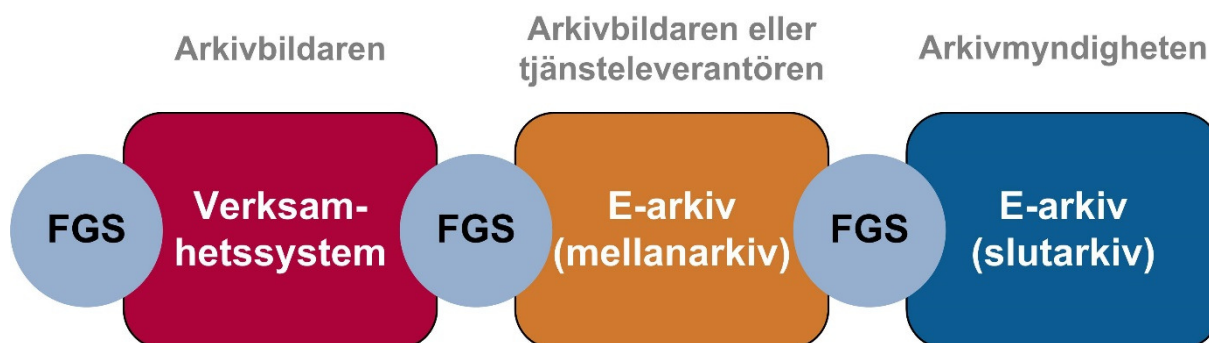 Arkivbildaren
Arkivbildaren eller
tjänsteleverantören
Arkivmyndigheten
FGS
Verksam-
hetssystem
FGS
E-arkiv
(mellanarkiv)
FGS
E-arkiv
(slutarkiv)